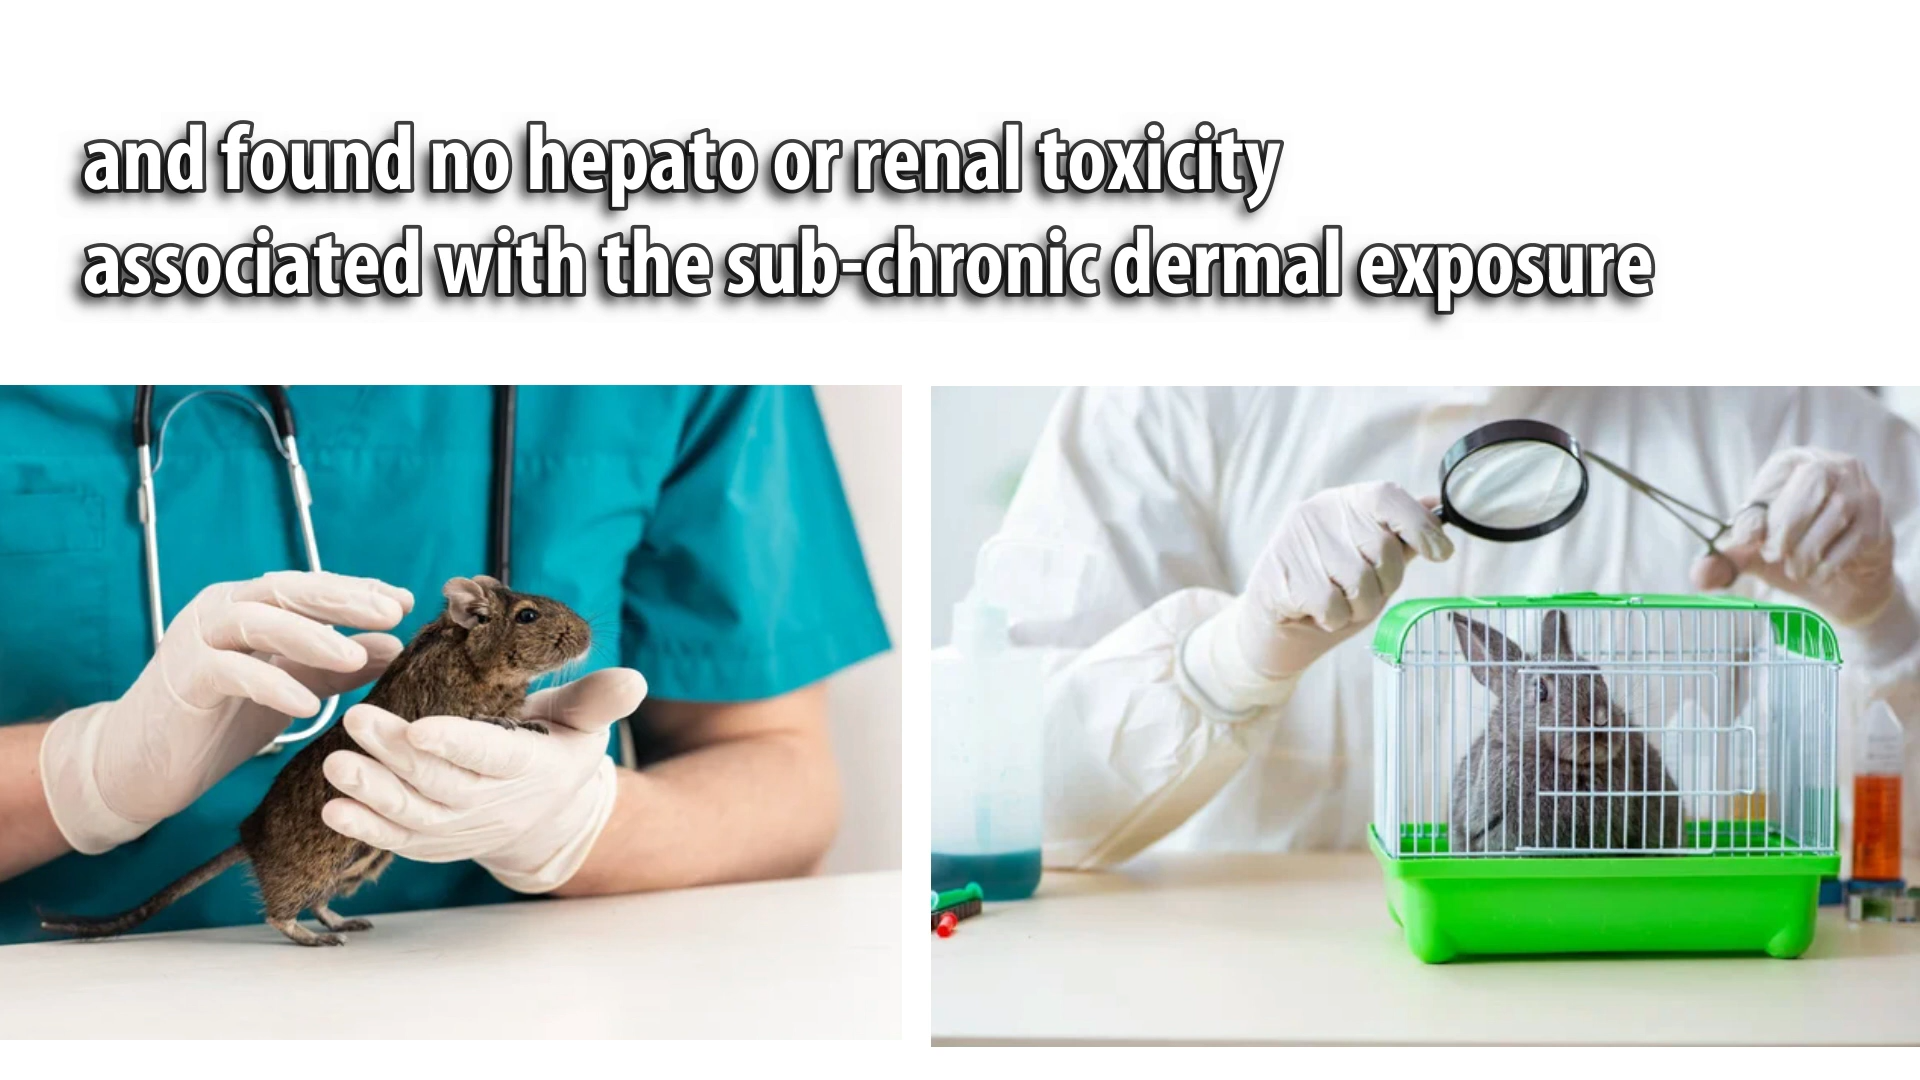 and found no hepato or renal toxicity
associated with the sub-chronic dermal exposure